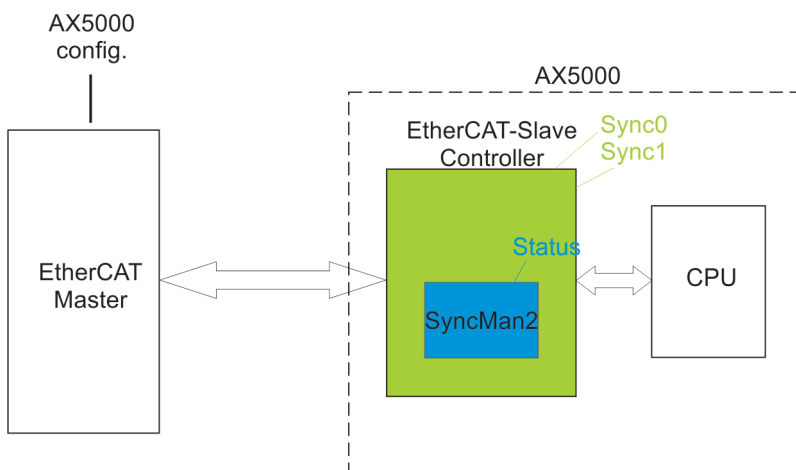 AX5000
config.
AX5000
EtherCAT-Slave
Controller
Sync0
Sync1
Status
SyncMan2
EtherCAT
Master
CPU